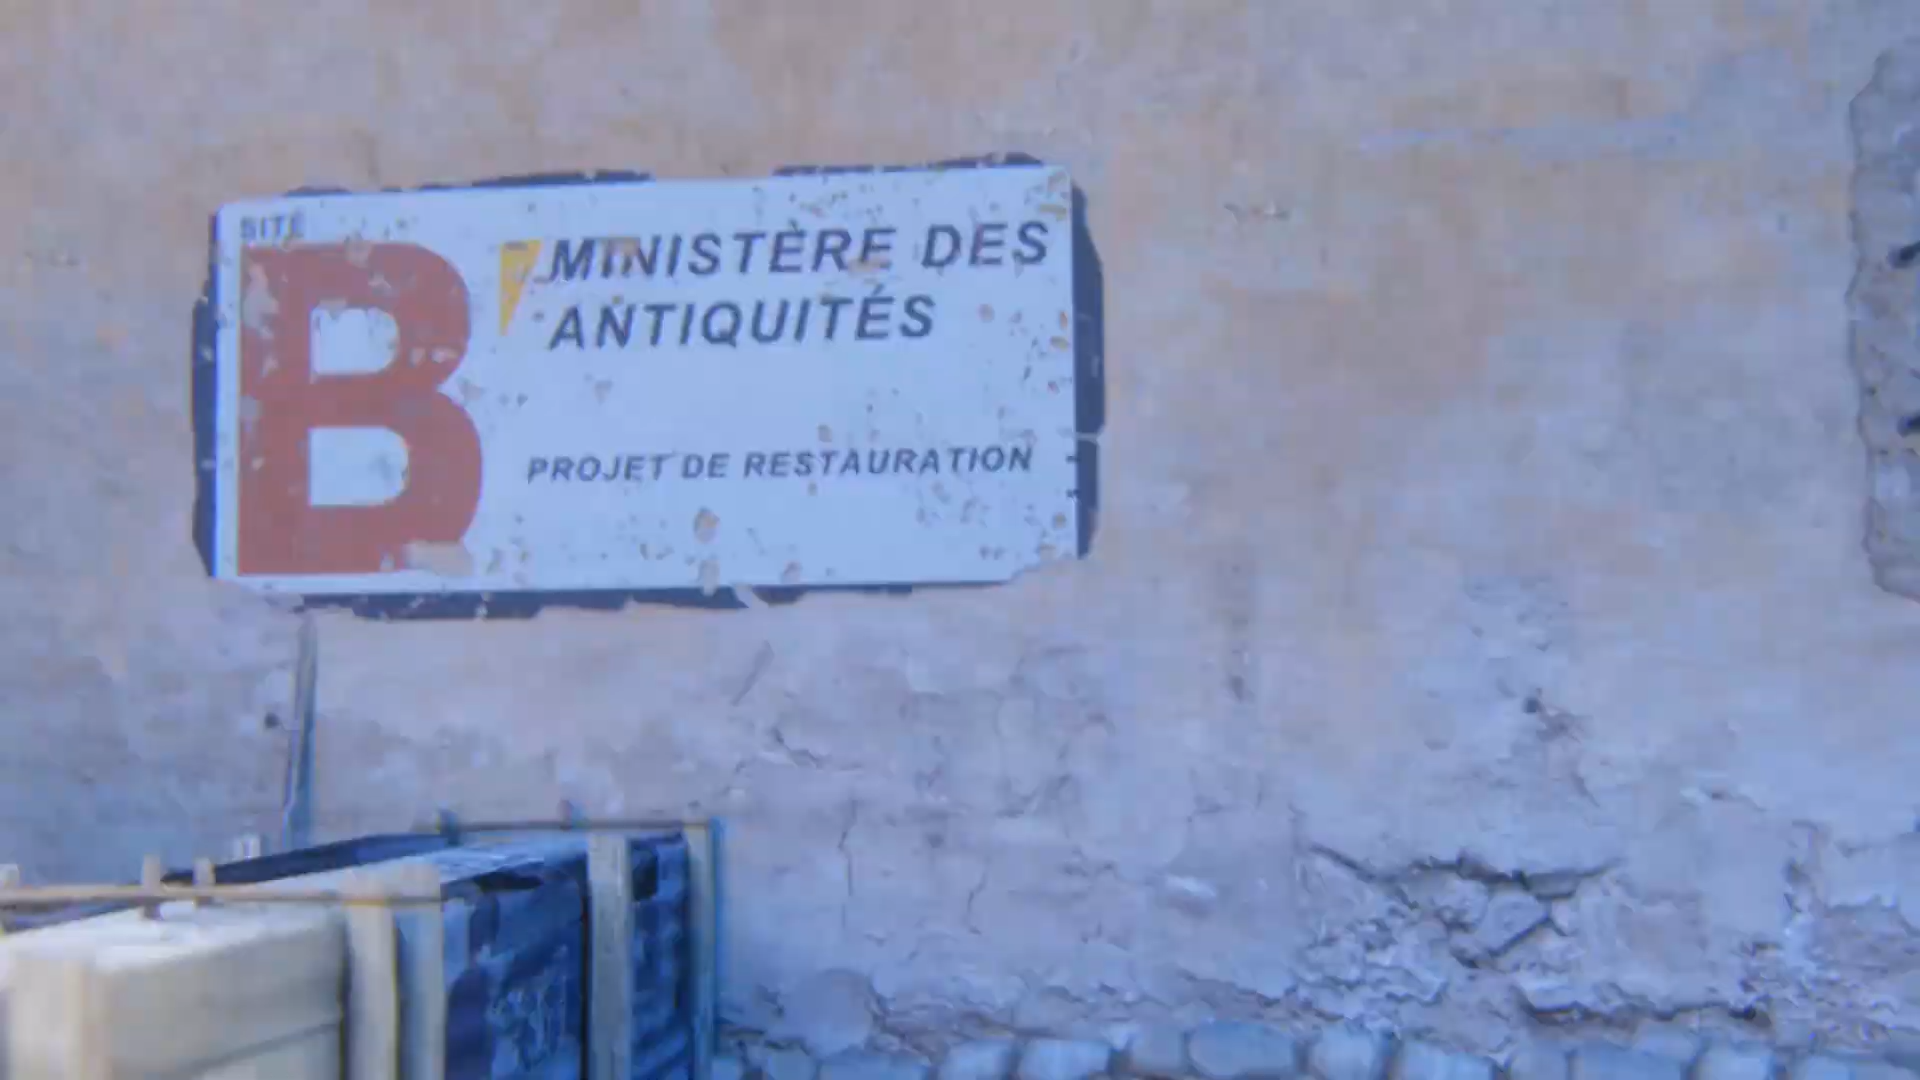 SITE
B
MINISTÈRE DES
ANTIQUITÉS
PROJET DE RESTAURATION